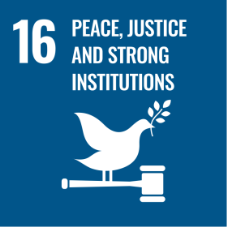 16
PEACE, JUSTICE
AND STRONG
INSTITUTIONS